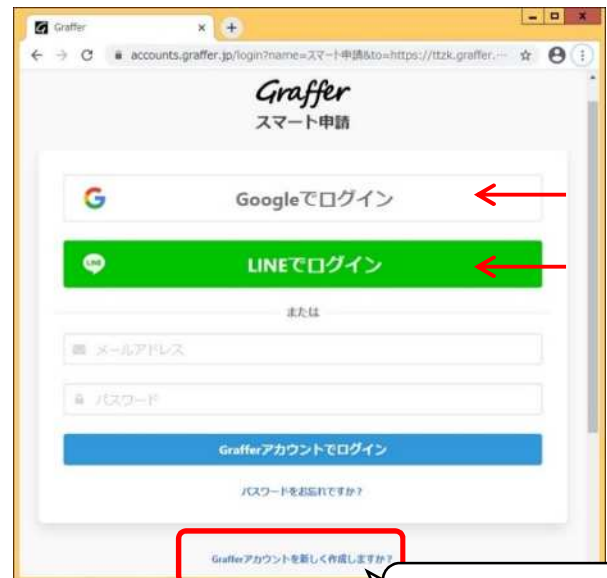 Graffer
accounts.graffer.jp/login?name=スマート申請&to=https://ttzk.graffer.…
Graffer
スマート申請
Googleでログイン
LINE LINEでログイン
または
メールアドレス
パスワード
Grafferアカウントでログイン
パスワードをお忘れですか?
Grafferアカウントを新しく作成しますか?